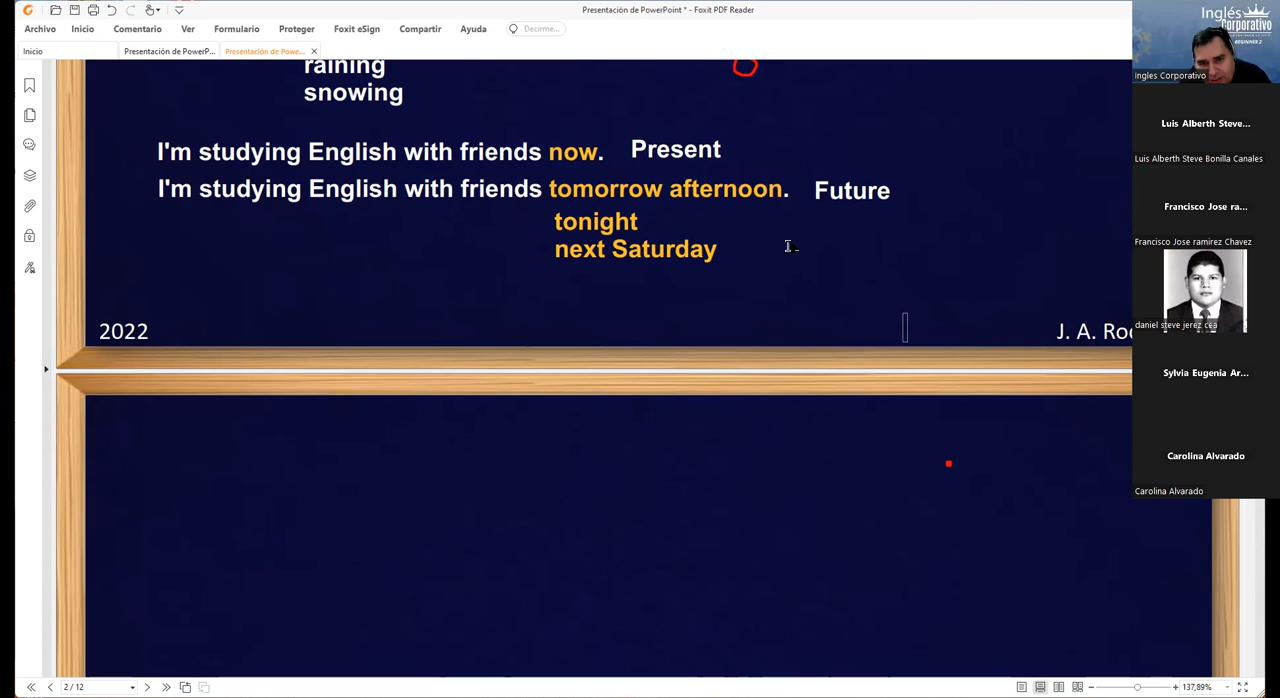 Presentación de PowerPoint * - Foxit PDF Reader
Archivo Inicio Comentario Ver Formulario Proteger Foxit eSign Compartir Ayuda Decirme...
Inicio Presentación de PowerP... Presentación de Powe...
raining
snowing
I'm studying English with friends now. Present
I'm studying English with friends tomorrow afternoon. Future
tonight
next Saturday
2022 J. A. Roc
2 / 12 137,89%
Inglés
Corporativo
BEGINNER 2
Ingles Corporativo
Luis Alberth Steve...
Luis Alberth Steve Bonilla Canales
Francisco Jose ra...
Francisco Jose ramirez Chavez
daniel steve jerez cea
Sylvia Eugenia Ar...
Carolina Alvarado
Carolina Alvarado